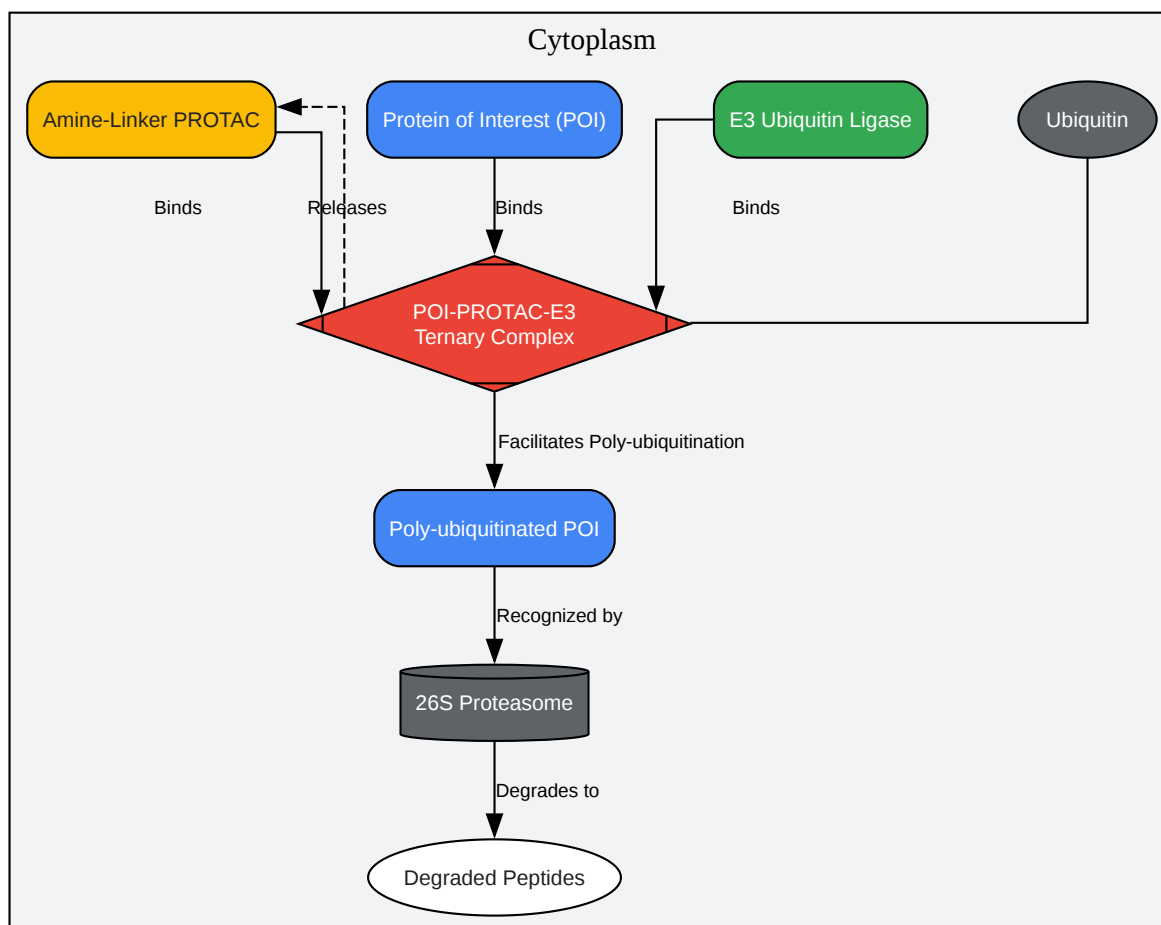 Cytoplasm
Amine-Linker PROTAC
Protein of Interest (POI)
E3 Ubiquitin Ligase
Ubiquitin
Binds
Releases
Binds
Binds
POI-PROTAC-E3
Ternary Complex
Facilitates Poly-ubiquitination
Poly-ubiquitinated POI
Recognized by
26S Proteasome
Degrades to
Degraded Peptides